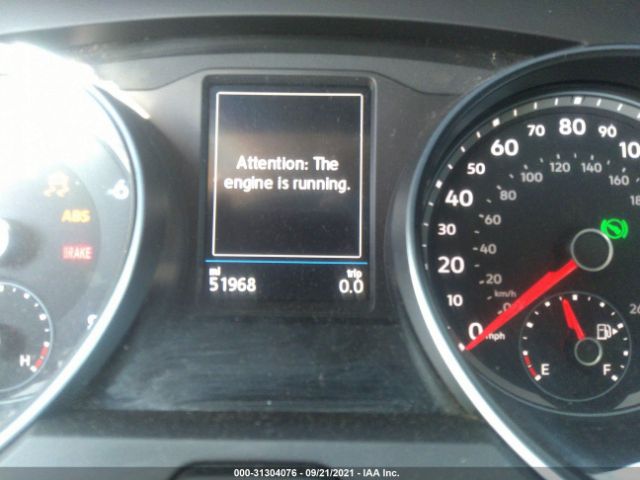 Attention: The
engine is running.
mi trip
51968 0.0
ABS
BRAKE
6
H
0 10 20 30 40 50 60 70 80 90
0 20 40 60 80 100 120 140 160
km/h
mph
E F
000-31304076 - 09/21/2021 - IAA Inc.